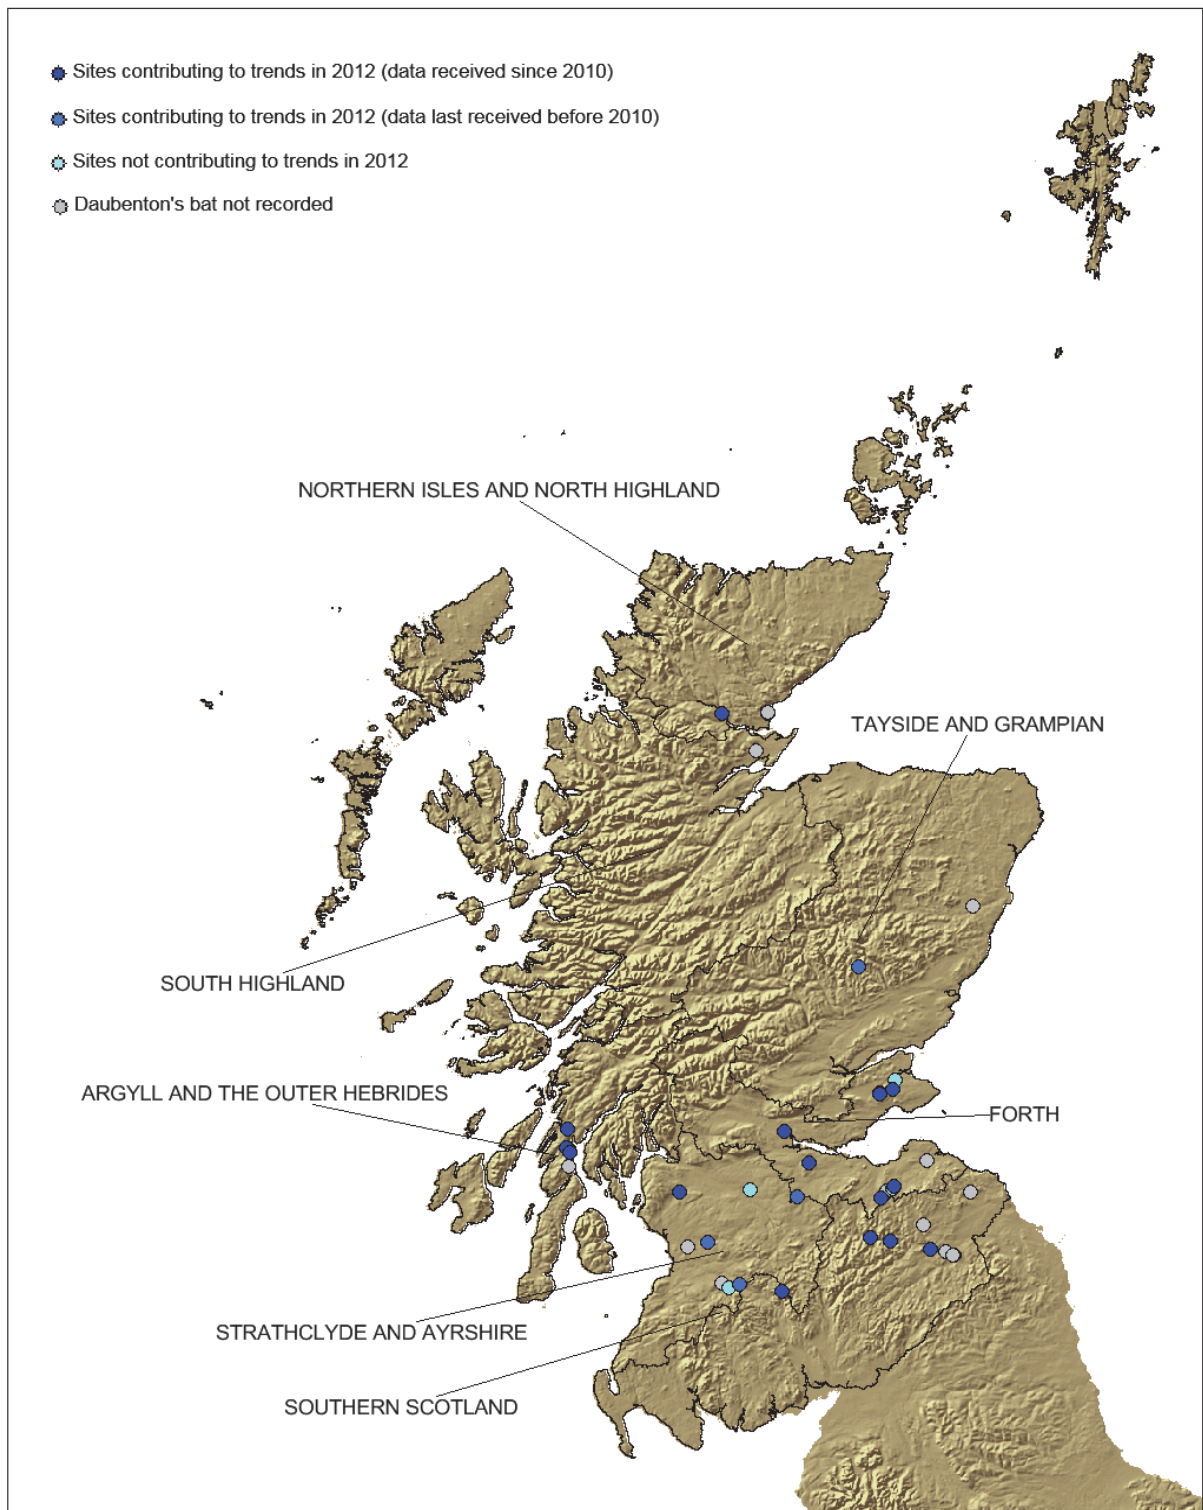 Sites contributing to trends in 2012 (data received since 2010)
Sites contributing to trends in 2012 (data last received before 2010)
Sites not contributing to trends in 2012
Daubenton's bat not recorded
NORTHERN ISLES AND NORTH HIGHLAND
TAYSIDE AND GRAMPIAN
SOUTH HIGHLAND
ARGYLL AND THE OUTER HEBRIDES
FORTH
STRATHCLYDE AND AYRSHIRE
SOUTHERN SCOTLAND